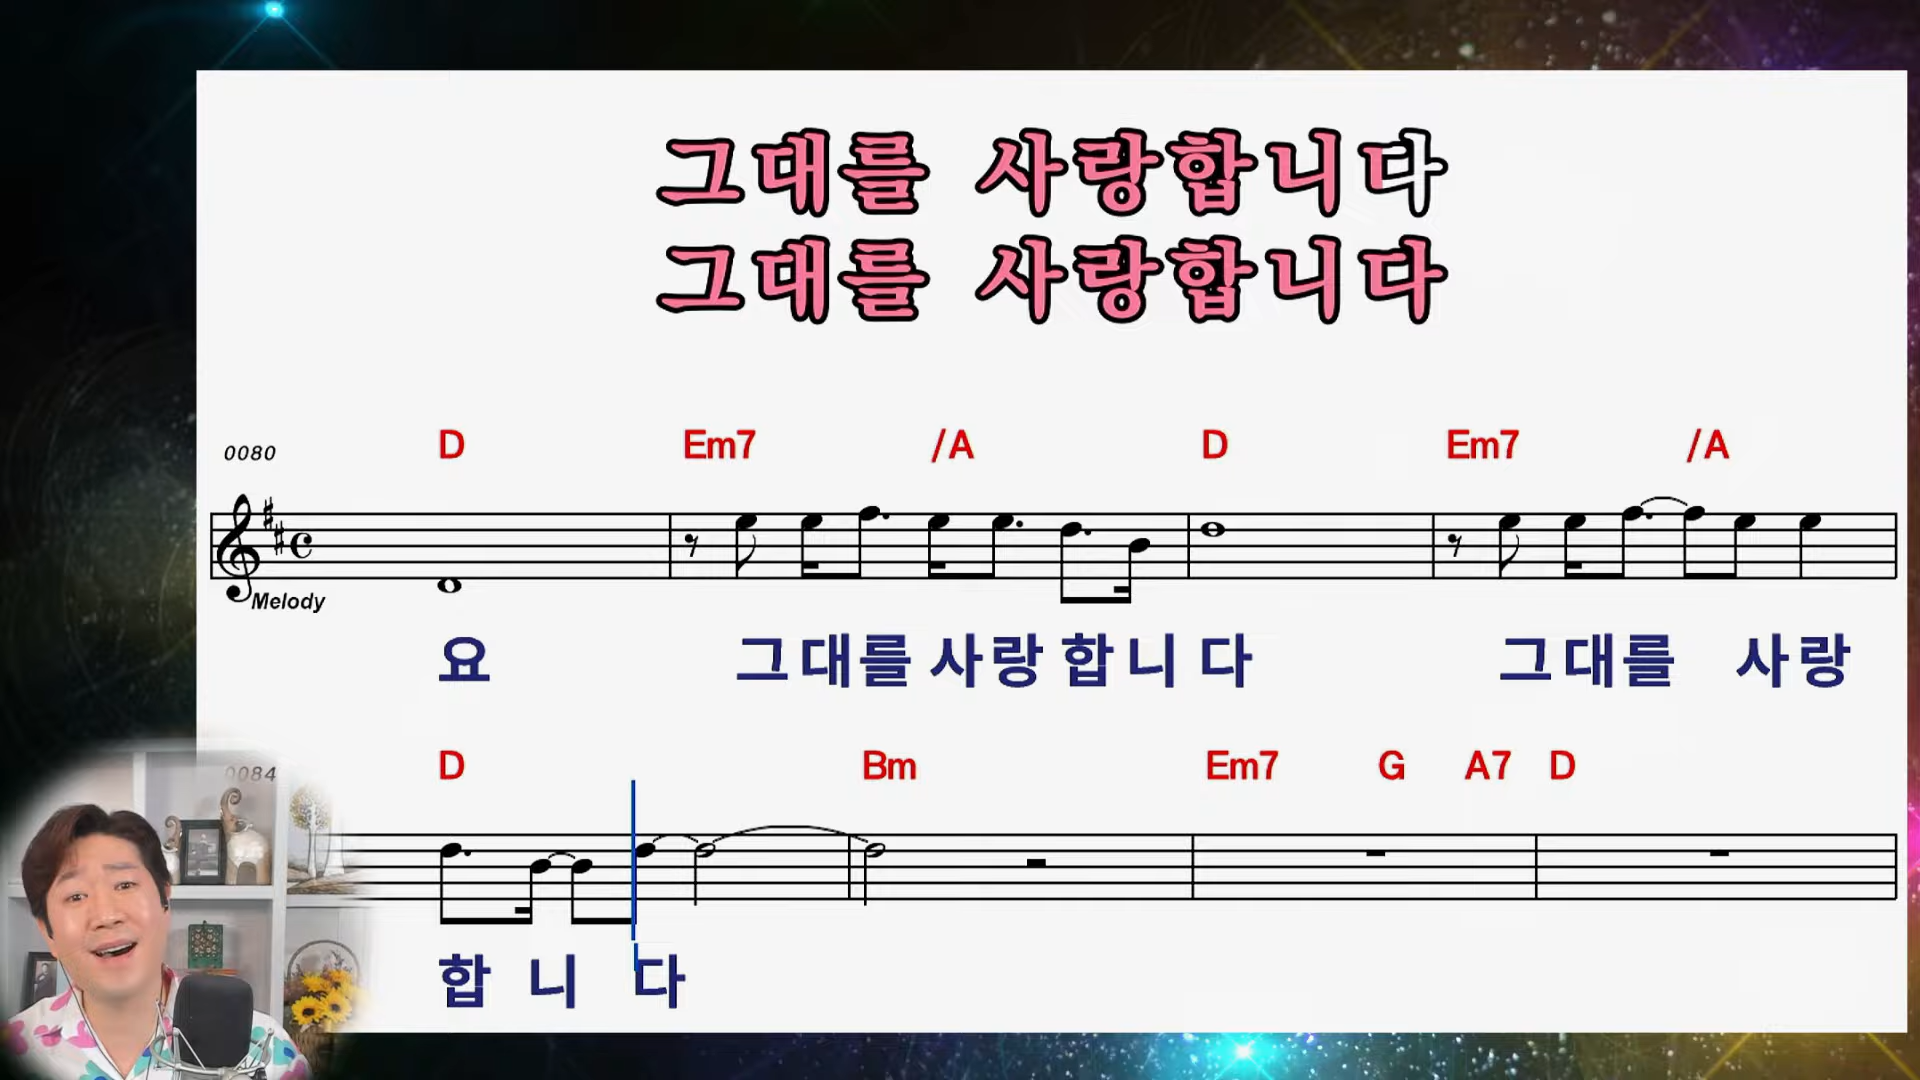 그대를 사랑합니다
그대를 사랑합니다
0080 D Em7 /A D Em7 /A
Melody
요 그대를 사랑 합니 다 그대를 사랑
0084 D Bm Em7 G A7 D
합 니 다